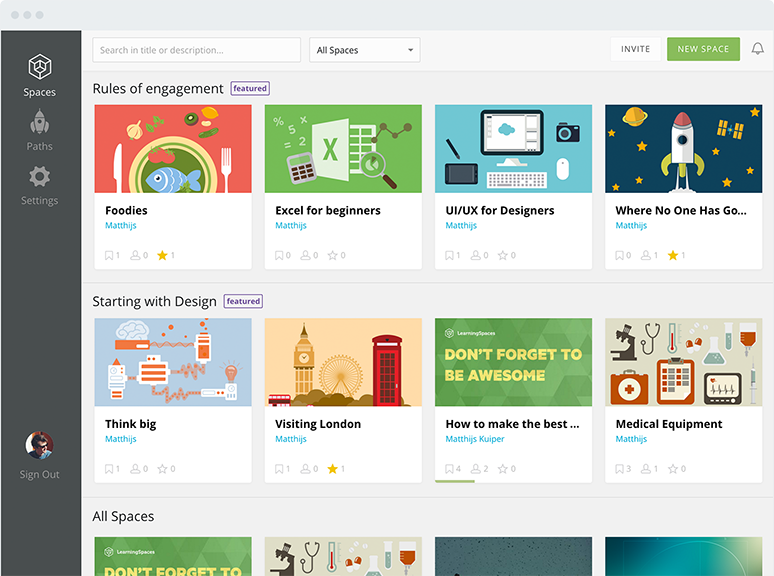 Search in title or description...
All Spaces
INVITE
NEW SPACE
Spaces
Paths
Settings
Sign Out
Rules of engagement featured
% 5 x
= 2
X
Foodies
Matthijs
1 0 1
Excel for beginners
Matthijs
0 0 0
UI/UX for Designers
Matthijs
1 0 0
Where No One Has Go...
Matthijs
0 1 1
Starting with Design featured
Think big
Matthijs
1 0 0
Visiting London
Matthijs
1 0 1
LearningSpaces
DON'T FORGET TO
BE AWESOME
How to make the best ...
Matthijs Kuiper
4 2 0
Medical Equipment
Matthijs
3 1 0
All Spaces
LearningSpaces
DON'T FORGET TO